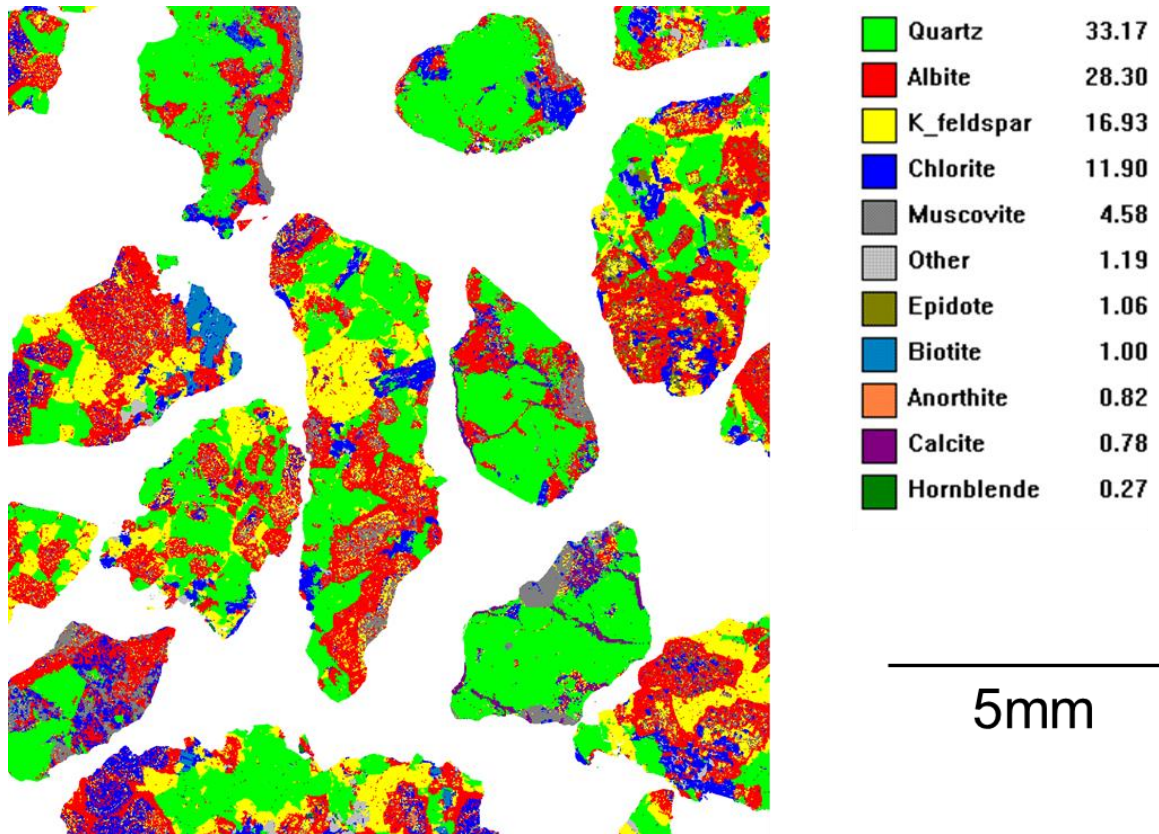 Quartz 33.17
Albite 28.30
K_feldspar 16.93
Chlorite 11.90
Muscovite 4.58
Other 1.19
Epidote 1.06
Biotite 1.00
Anorthite 0.82
Calcite 0.78
Hornblende 0.27
5mm